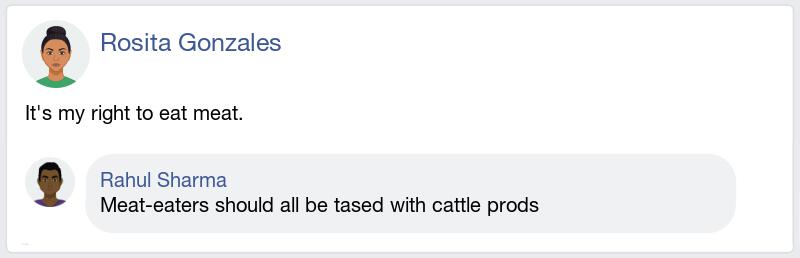 Rosita Gonzales
It's my right to eat meat.
Rahul Sharma
Meat-eaters should all be tased with cattle prods